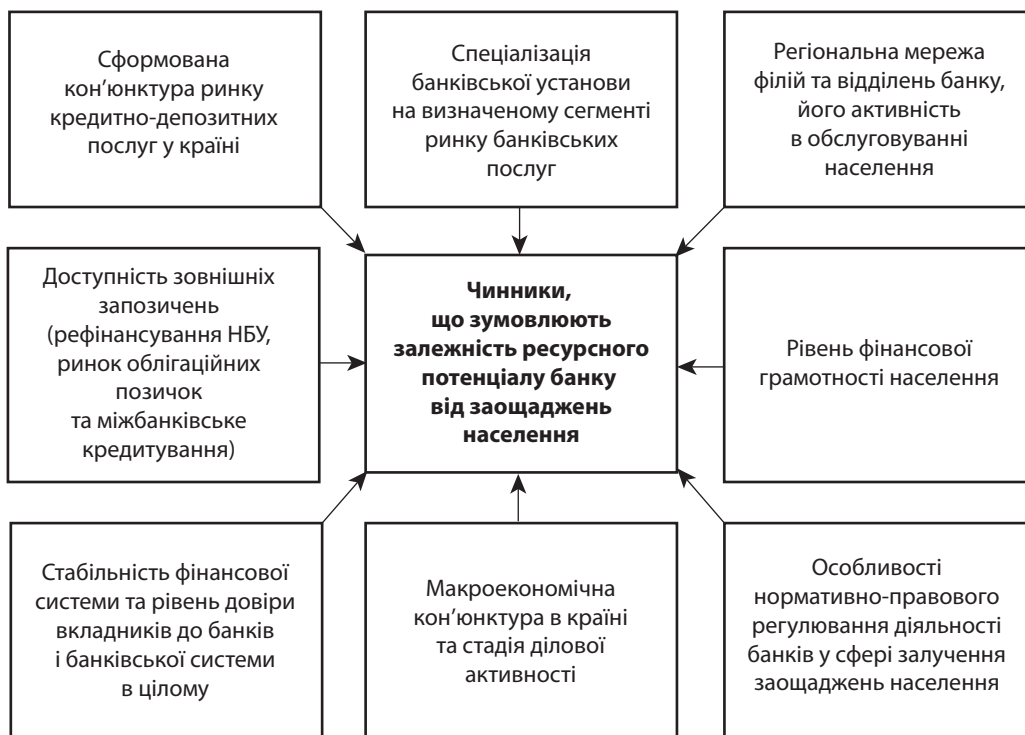 Сформована
кон’юнктура ринку
кредитно-депозитних
послуг у країні
Спеціалізація
банківської установи
на визначеному сегменті
ринку банківських
послуг
Регіональна мережа
філій та відділень банку,
його активність
в обслуговуванні
населення
Доступність зовнішніх
запозичень
(рефінансування НБУ,
ринок облігаційних
позичок
та міжбанківське
кредитування)
Чинники,
що зумовлюють
залежність ресурсного
потенціалу банку
від заощаджень
населення
Рівень фінансової
грамотності населення
Стабільність фінансової
системи та рівень довіри
вкладників до банків
і банківської системи
в цілому
Макроекономічна
кон’юнктура в країні
та стадія ділової
активності
Особливості
нормативно-правового
регулювання діяльності
банків у сфері залучення
заощаджень населення